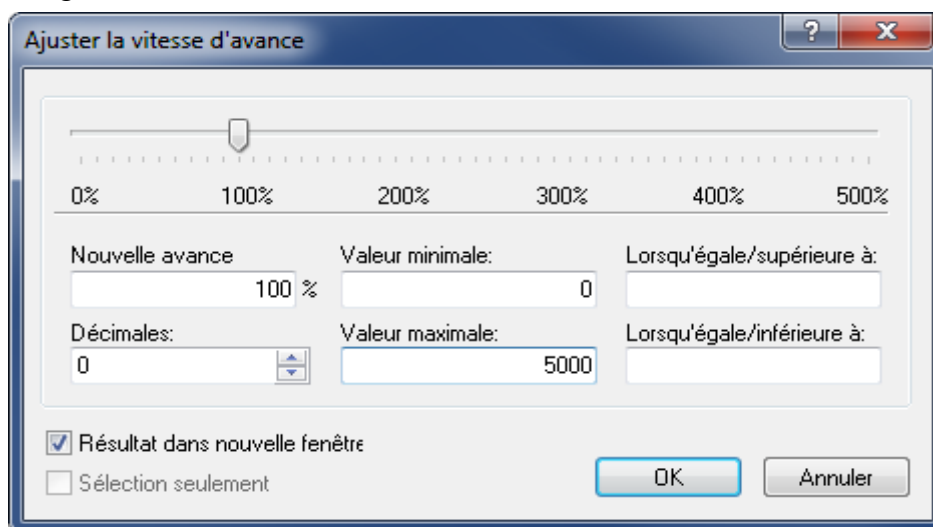 Ajuster la vitesse d'avance
?
0% 100% 200% 300% 400% 500%
Nouvelle avance Valeur minimale: Lorsqu'égale/supérieure à:
100 % 0
Décimales: Valeur maximale: Lorsqu'égale/inférieure à:
0 5000
Résultat dans nouvelle fenêtre
Sélection seulement
OK Annuler